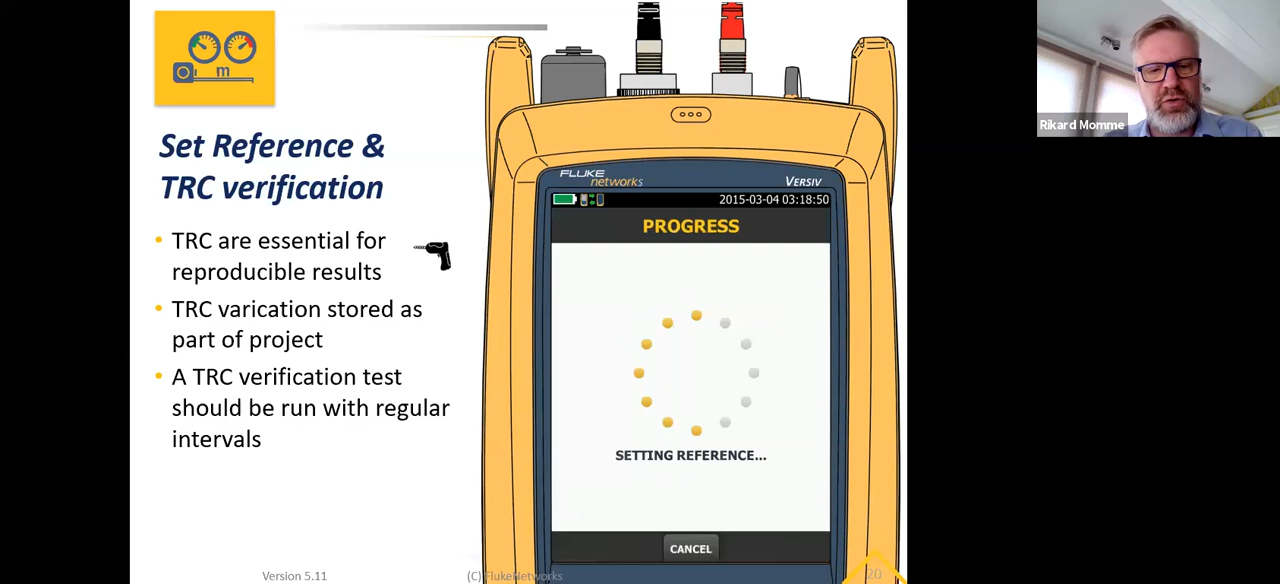 m
Set Reference &
TRC verification
• TRC are essential for
reproducible results
• TRC varication stored as
part of project
• A TRC verification test
should be run with regular
intervals
FLUKE
networks
VERSIV
2015-03-04 03:18:50
PROGRESS
SETTING REFERENCE...
CANCEL
Version 5.11
(C) FlukeNetworks
20
Rikard Momme